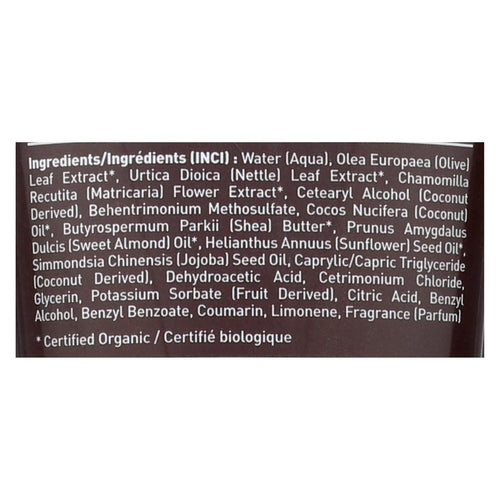 Ingredients/Ingrédients (INCI) : Water (Aqua), Olea Europaea (Olive)
Leaf Extract*, Urtica Dioica (Nettle) Leaf Extract*, Chamomilla
Recutita (Matricaria) Flower Extract*, Cetearyl Alcohol (Coconut
Derived), Behentrimonium Methosulfate, Cocos Nucifera (Coconut)
Oil*, Butyrospermum Parkii (Shea) Butter*, Prunus Amygdalus
Dulcis (Sweet Almond) Oil*, Helianthus Annuus (Sunflower) Seed Oil*,
Simmondsia Chinensis (Jojoba) Seed Oil, Caprylic/Capric Triglyceride
(Coconut Derived), Dehydroacetic Acid, Cetrimonium Chloride,
Glycerin, Potassium Sorbate (Fruit Derived), Citric Acid, Benzyl
Alcohol, Benzyl Benzoate, Coumarin, Limonene, Fragrance (Parfum)
* Certified Organic / Certifié biologique